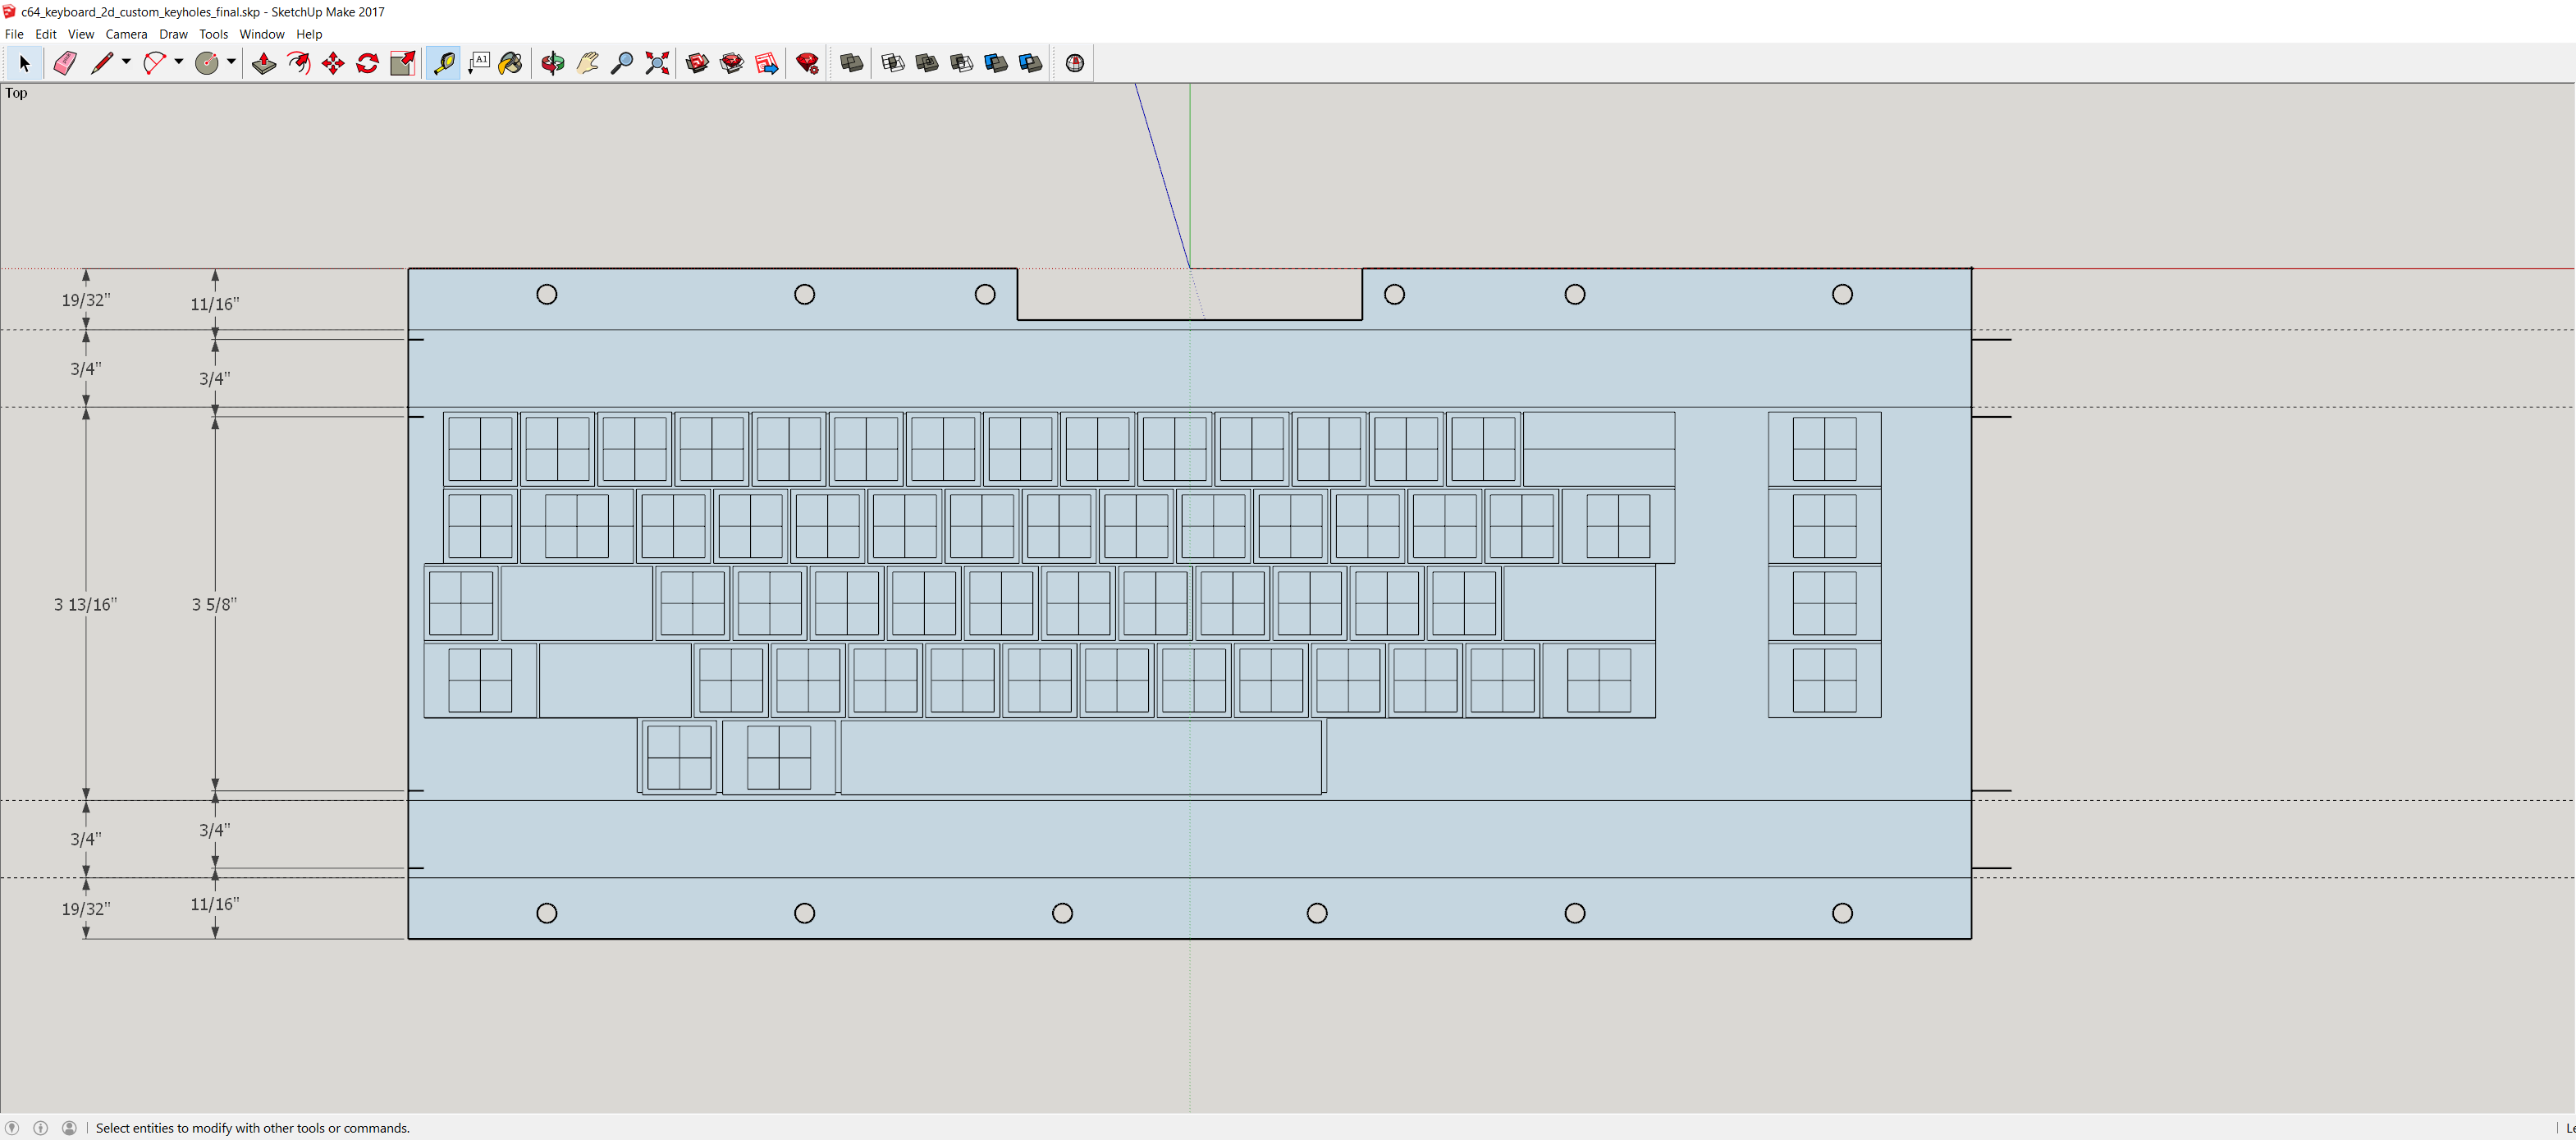 c64_keyboard_2d_custom_keyholes_final.skp - SketchUp Make 2017
File Edit View Camera Draw Tools Window Help
A1
Top
19/32" 11/16"
3/4" 3/4"
3 13/16" 3 5/8"
3/4" 3/4"
19/32" 11/16"
Select entities to modify with other tools or commands.